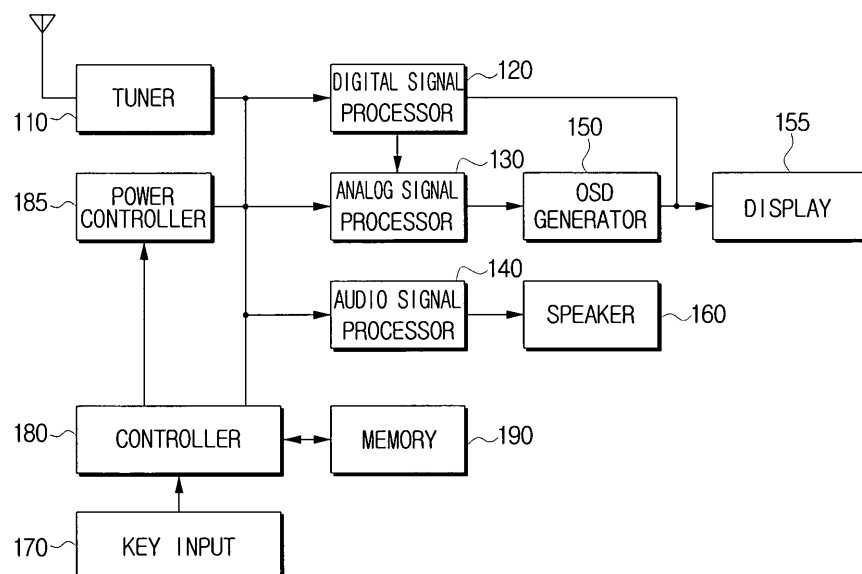 TUNER
110
DIGITAL SIGNAL
PROCESSOR
120
POWER
CONTROLLER
185
ANALOG SIGNAL
PROCESSOR
130
OSD
GENERATOR
150
DISPLAY
155
AUDIO SIGNAL
PROCESSOR
140
SPEAKER
160
CONTROLLER
180
MEMORY
190
KEY INPUT
170